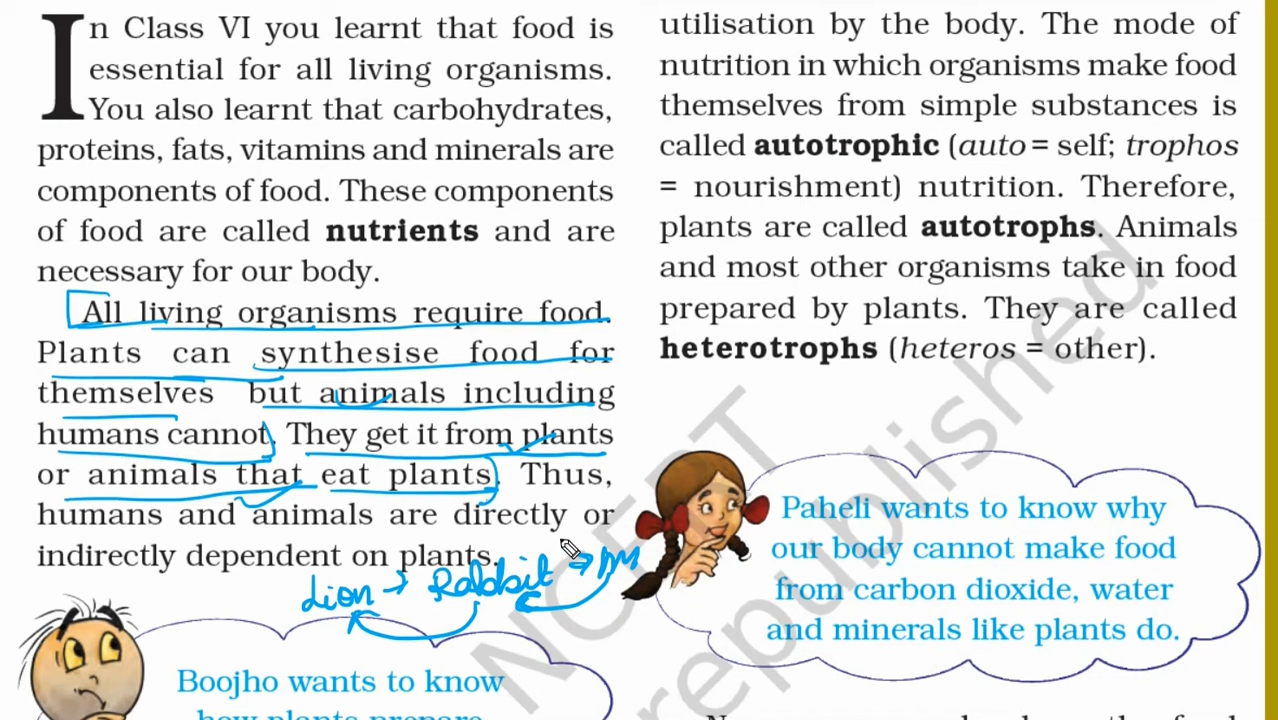 In Class VI you learnt that food is
essential for all living organisms.
You also learnt that carbohydrates,
proteins, fats, vitamins and minerals are
components of food. These components
of food are called nutrients and are
necessary for our body.
All living organisms require food.
Plants can synthesise food for
themselves but animals including
humans cannot. They get it from plants
or animals that eat plants. Thus,
humans and animals are directly or
indirectly dependent on plants.
Lion → Rabbit →
Boojho wants to know
how plants prepare
utilisation by the body. The mode of
nutrition in which organisms make food
themselves from simple substances is
called autotrophic (auto = self; trophos
= nourishment) nutrition. Therefore,
plants are called autotrophs. Animals
and most other organisms take in food
prepared by plants. They are called
heterotrophs (heteros = other).
Paheli wants to know why
our body cannot make food
from carbon dioxide, water
and minerals like plants do.
NCERT
republished